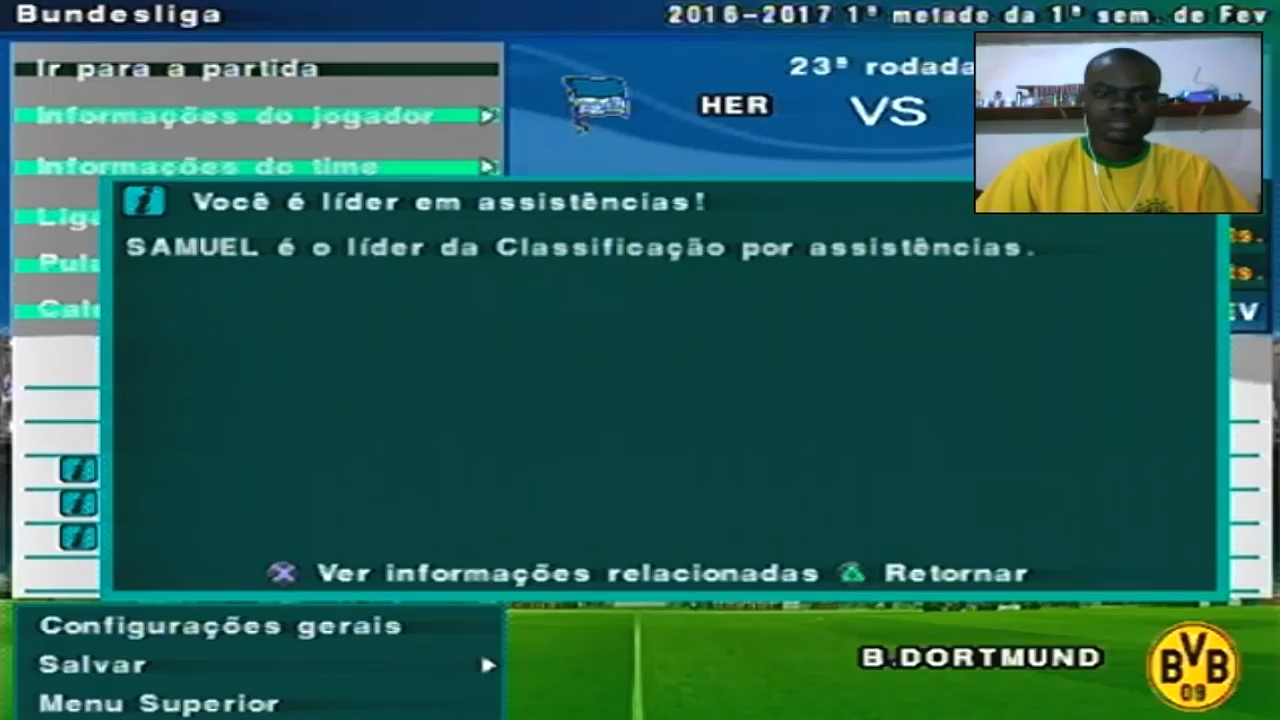 Bundesliga
2016-2017 1ª metade da 1ª sem. de Fev
Ir para a partida
23ª rodada
HER
VS
Informações do jogador
Informações do time
Você é líder em assistências!
SAMUEL é o líder da Classificação por assistências.
Ver informações relacionadas Retornar
Configurações gerais
Salvar
Menu Superior
B.DORTMUND
BVB
09